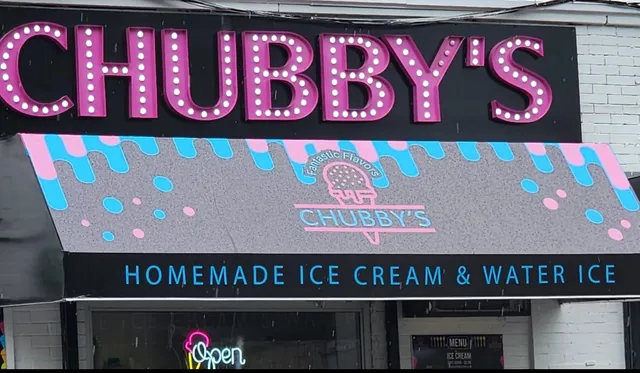 CHUBBY'S
Fantastic Flavors
CHUBBY'S
HOMEMADE ICE CREAM & WATER ICE
Open
MENU
ICE CREAM